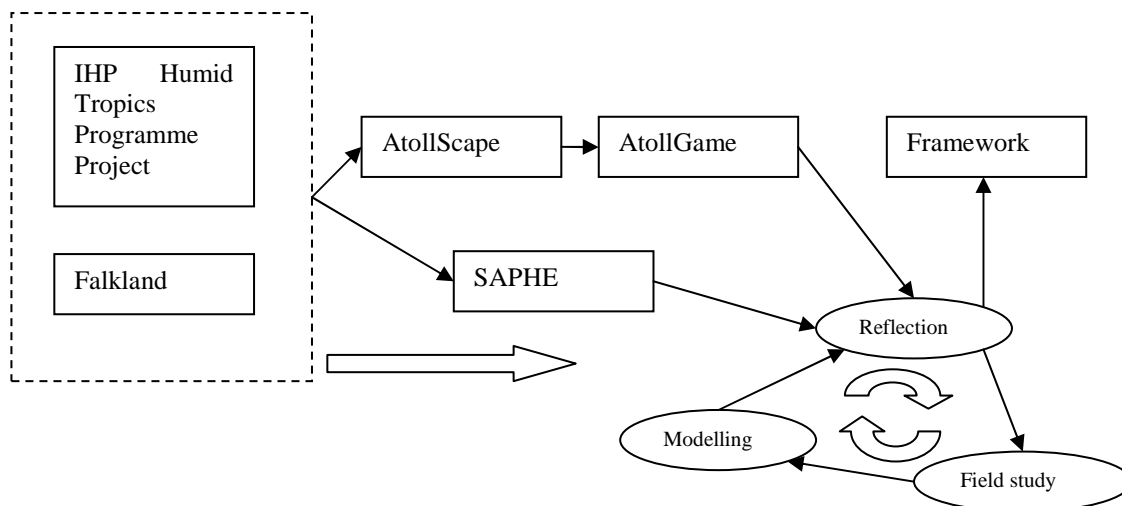 IHP Humid
Tropics
Programme
Project
Falkland
AtollScape
AtollGame
Framework
SAPHE
Reflection
Modelling
Field study